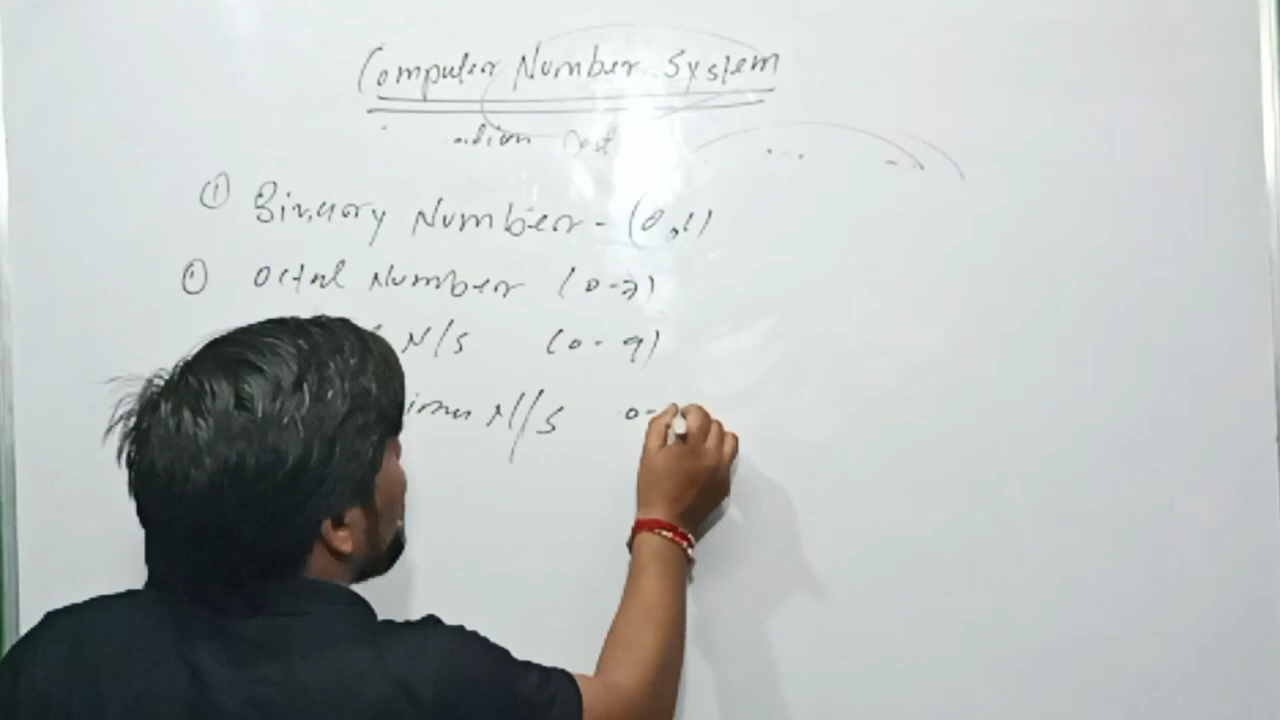 Computer Number System
① Binary Number - (0,1)
① Octal Number (0-7)
N/S (0-9)
N/S 0-